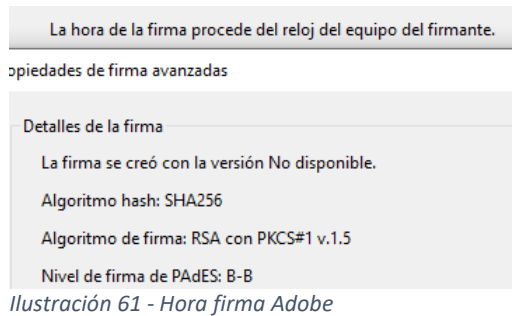 La hora de la firma procede del reloj del equipo del firmante.
opiedades de firma avanzadas
Detalles de la firma
La firma se creó con la versión No disponible.
Algoritmo hash: SHA256
Algoritmo de firma: RSA con PKCS#1 v.1.5
Nivel de firma de PAdES: B-B
Ilustración 61 - Hora firma Adobe